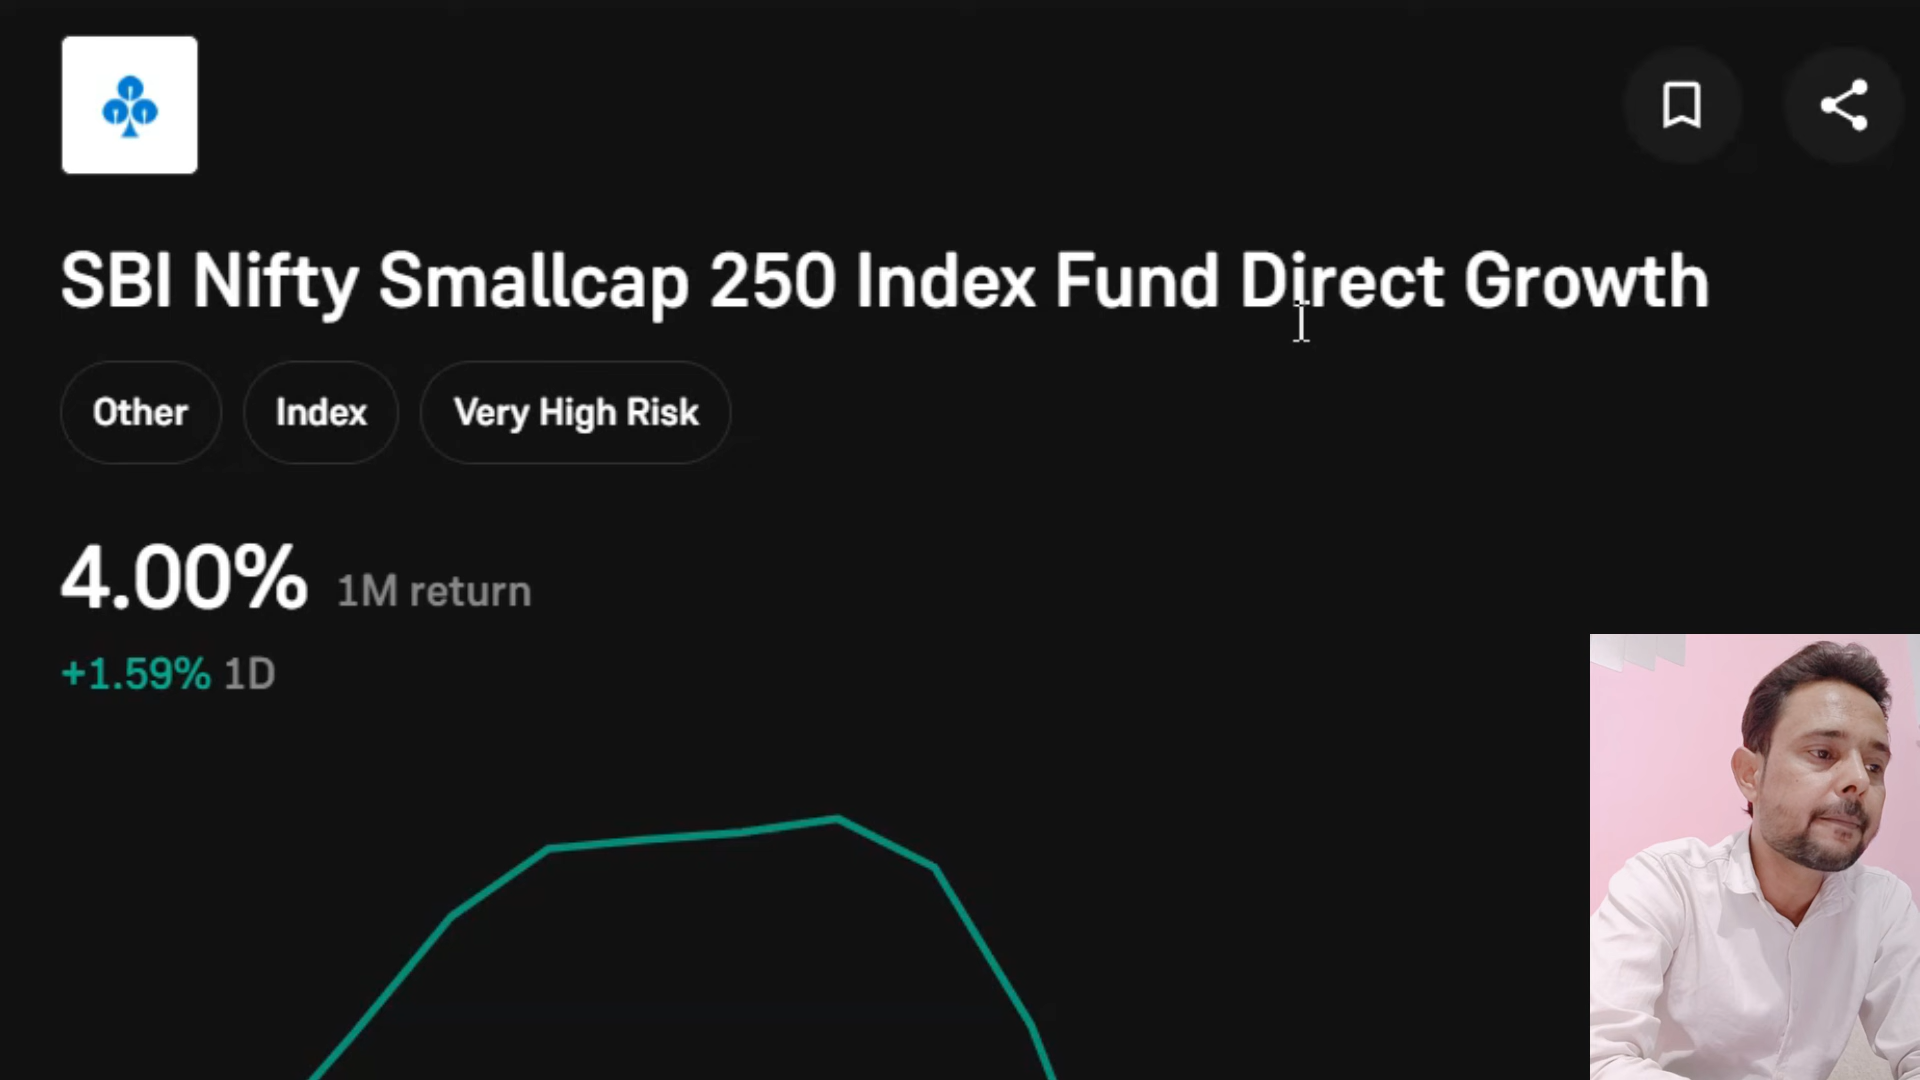 SBI Nifty Smallcap 250 Index Fund Direct Growth
Other Index Very High Risk
4.00% 1M return
+1.59% 1D